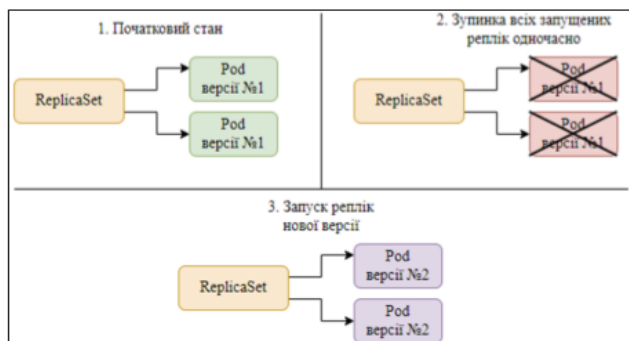 1. Початковий стан
Pod
версії №1
ReplicaSet
Pod
версії №1
2. Зупинка всіх запущених
реплік одночасно
Pod
версії №1
ReplicaSet
Pod
версії №1
3. Запуск реплік
нової версії
Pod
версії №2
ReplicaSet
Pod
версії №2